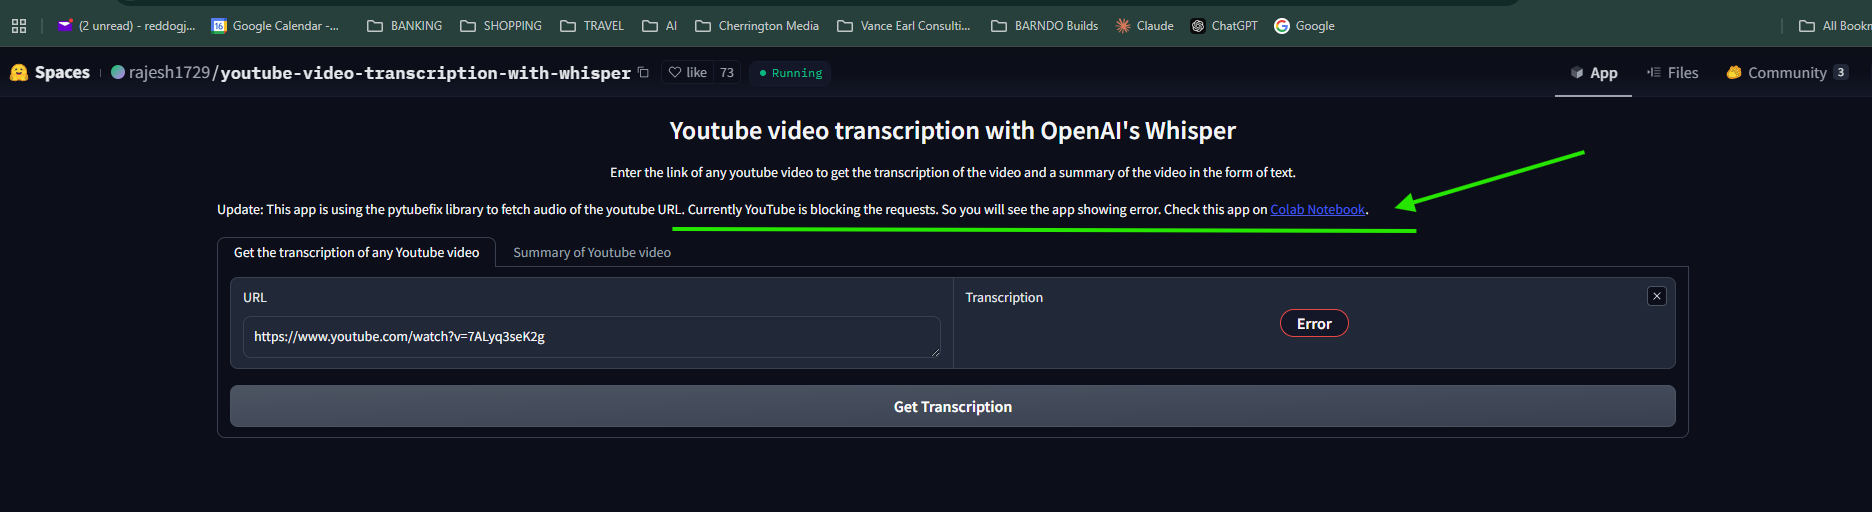 (2 unread) - reddogj... Google Calendar -... BANKING SHOPPING TRAVEL AI Cherrington Media Vance Earl Consulti... BARNDO Builds Claude ChatGPT Google All Bookm
16
Spaces rajesh1729/youtube-video-transcription-with-whisper like 73 Running App Files Community 3
Youtube video transcription with OpenAI's Whisper
Enter the link of any youtube video to get the transcription of the video and a summary of the video in the form of text.
Update: This app is using the pytubefix library to fetch audio of the youtube URL. Currently YouTube is blocking the requests. So you will see the app showing error. Check this app on Colab Notebook.
Get the transcription of any Youtube video Summary of Youtube video
URL Transcription
Error
https://www.youtube.com/watch?v=7ALyq3seK2g
Get Transcription